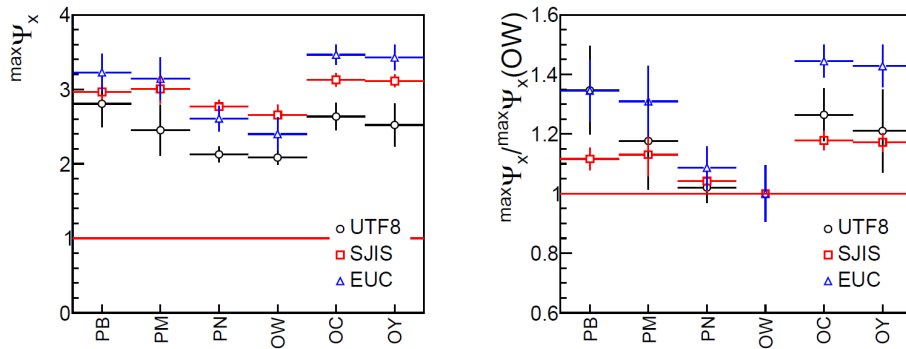 maxΨx
4
3
2
1
0
UTF8
SJIS
EUC
PB
PM
PN
OW
OC
OY
maxΨx/maxΨx(OW)
1.6
1.4
1.2
1
0.8
0.6
UTF8
SJIS
EUC
PB
PM
PN
OW
OC
OY